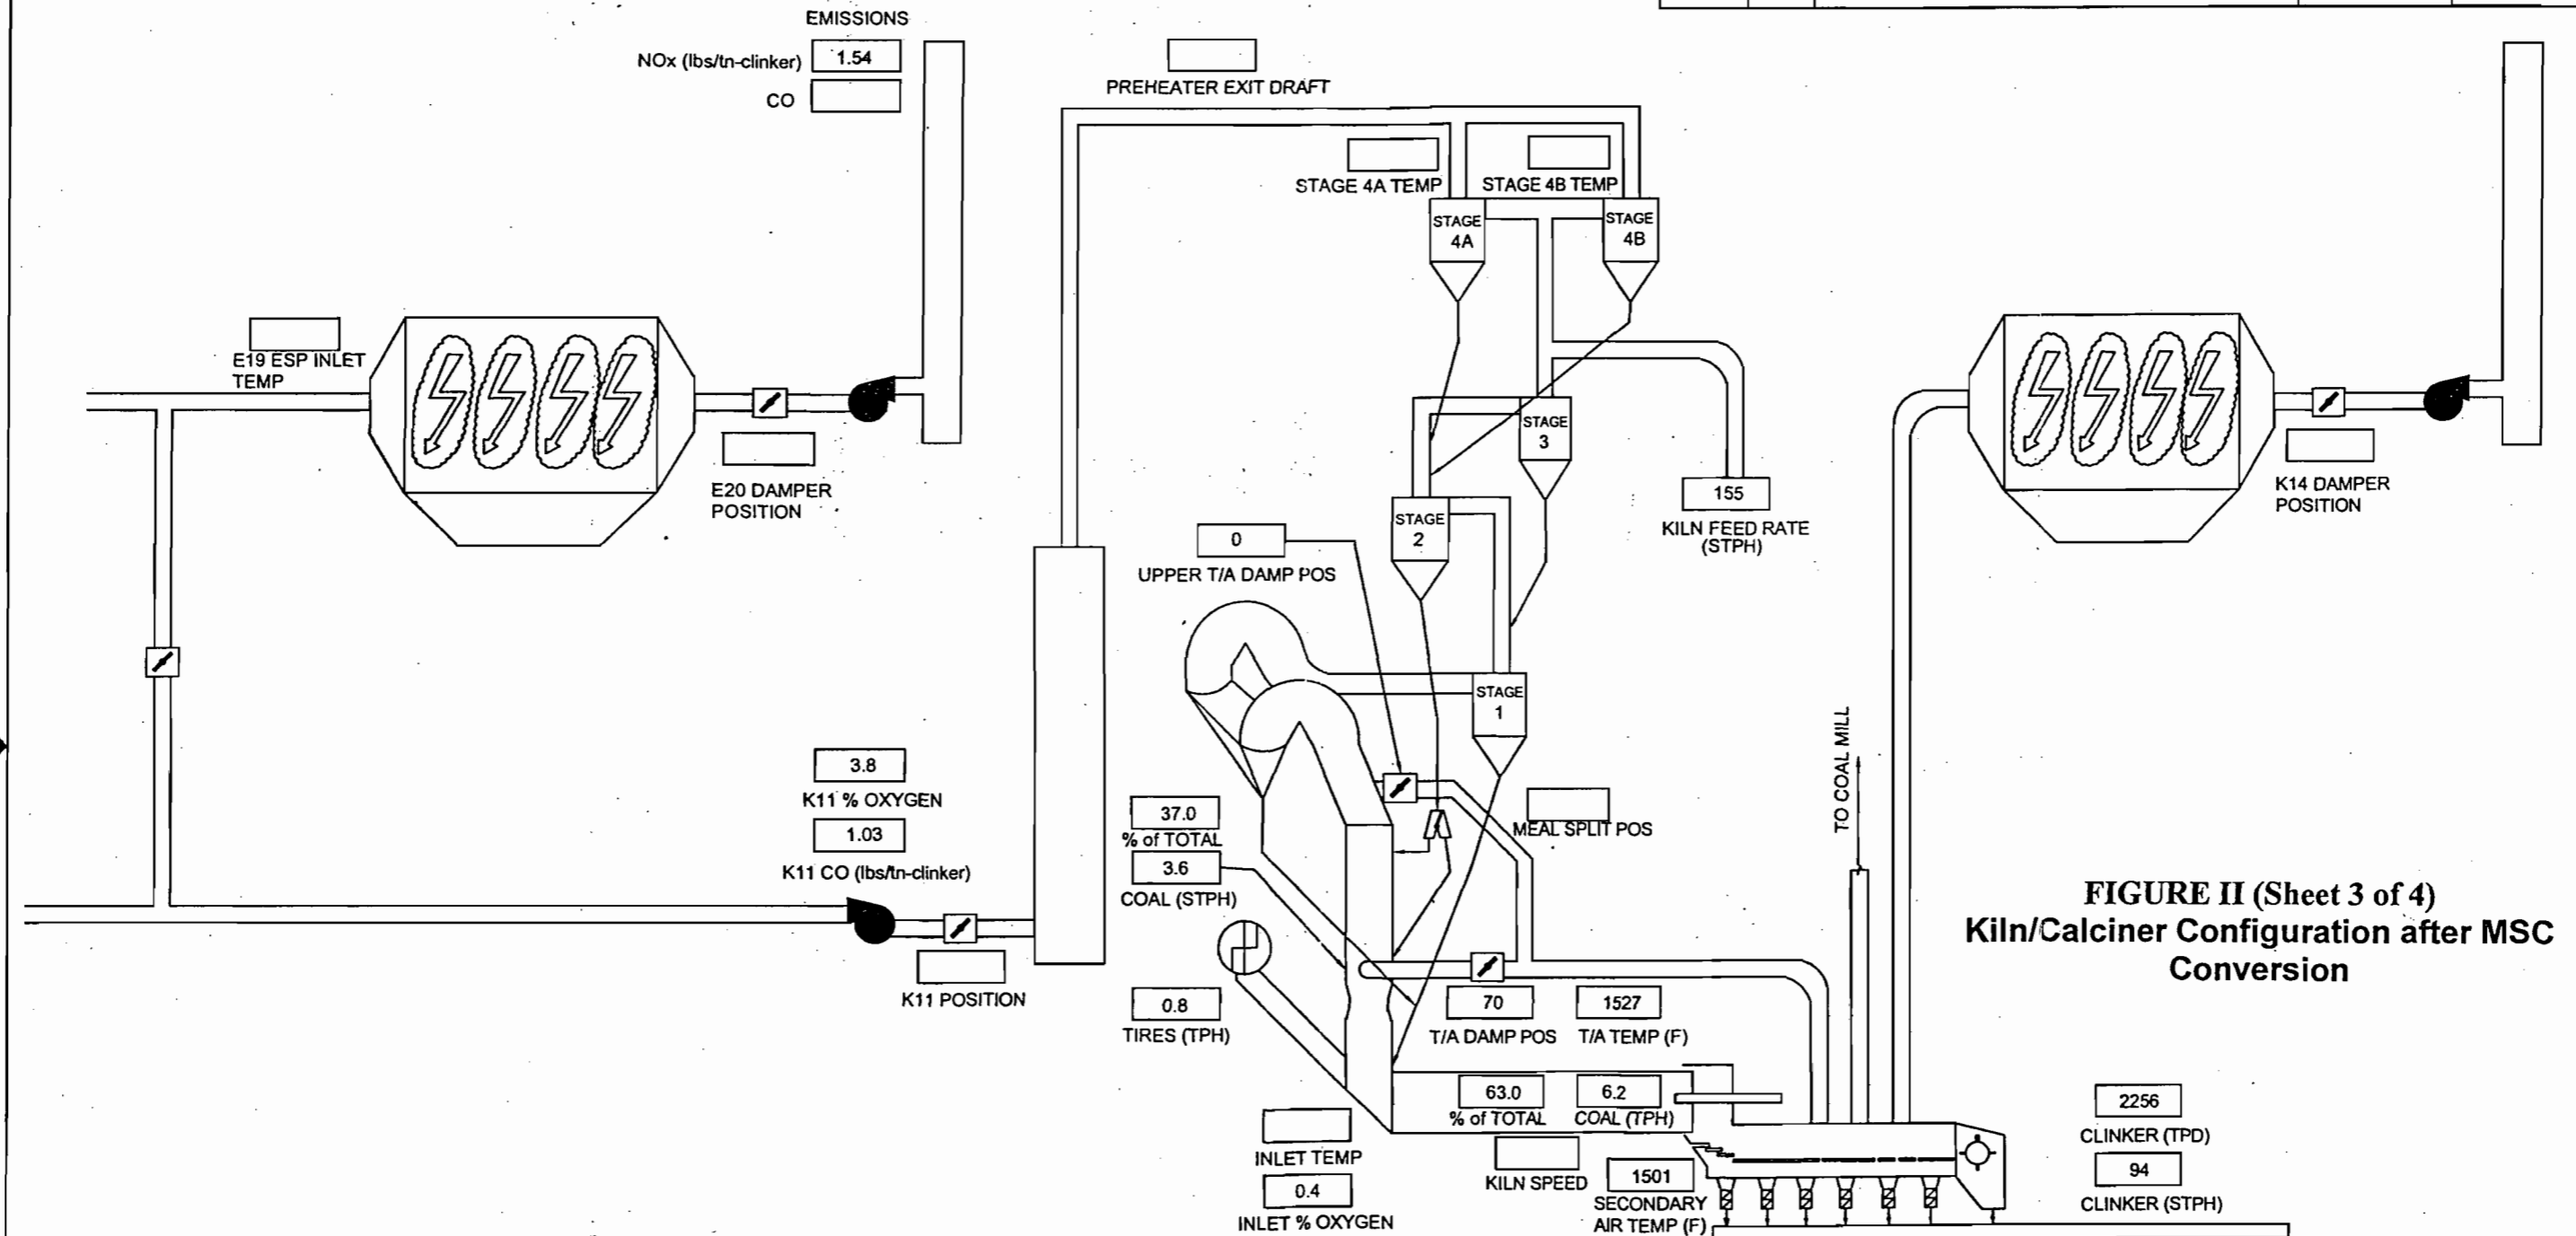 EMISSIONS
NOx (lbs/tn-clinker)
1.54
CO
PREHEATER EXIT DRAFT
STAGE 4A TEMP
STAGE 4B TEMP
STAGE
4A
STAGE
4B
E19 ESP INLET
TEMP
E20 DAMPER
POSITION
STAGE
3
155
KILN FEED RATE
(STPH)
K14 DAMPER
POSITION
STAGE
2
0
UPPER T/A DAMP POS
STAGE
1
TO COAL MILL
3.8
K11 % OXYGEN
1.03
K11 CO (lbs/tn-clinker)
37.0
% of TOTAL
3.6
COAL (STPH)
MEAL SPLIT POS
FIGURE II (Sheet 3 of 4)
Kiln/Calciner Configuration after MSC
Conversion
K11 POSITION
0.8
TIRES (TPH)
70
T/A DAMP POS
1527
T/A TEMP (F)
63.0
% of TOTAL
6.2
COAL (TPH)
INLET TEMP
0.4
INLET % OXYGEN
KILN SPEED
1501
SECONDARY
AIR TEMP (F)
2256
CLINKER (TPD)
94
CLINKER (STPH)